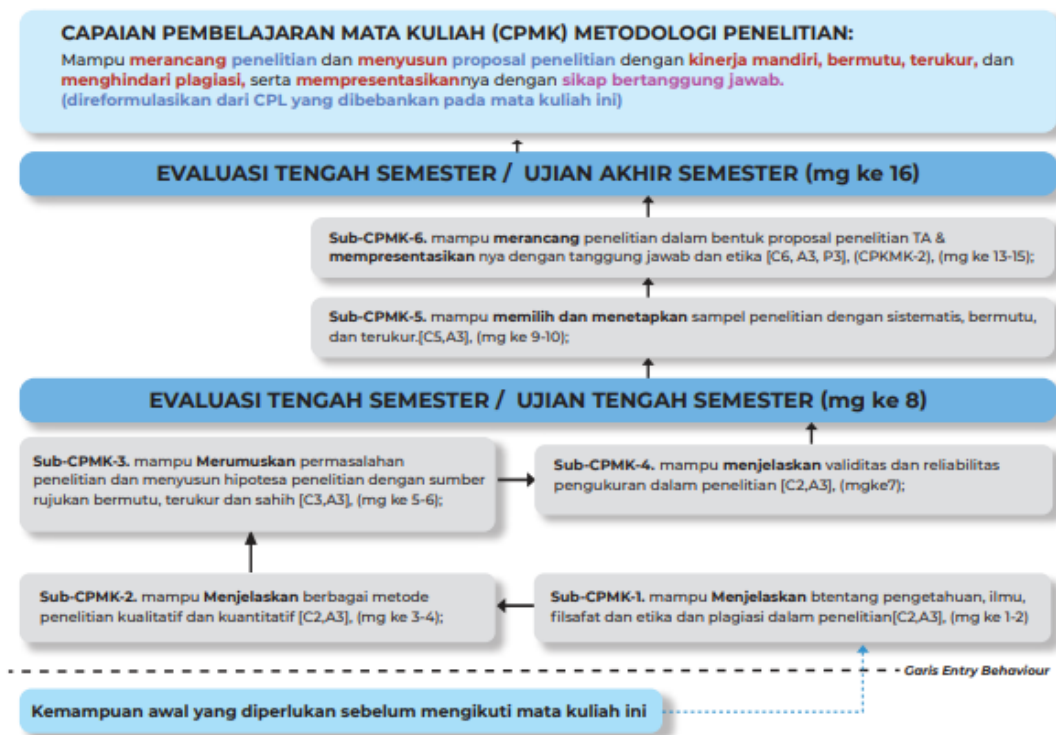 CAPAIAN PEMBELAJARAN MATA KULIAH (CPMK) METODOLOGI PENELITIAN:
Mampu merancang penelitian dan menyusun proposal penelitian dengan kinerja mandiri, bermutu, terukur, dan
menghindari plagiasi, serta mempresentasikannya dengan sikap bertanggung jawab.
(direformulasikan dari CPL yang dibebankan pada mata kuliah ini)
EVALUASI TENGAH SEMESTER / UJIAN AKHIR SEMESTER (mg ke 16)
Sub-CPMK-6. mampu merancang penelitian dalam bentuk proposal penelitian TA &
mempresentasikan nya dengan tanggung jawab dan etika [C6, A3, P3], (CPKMK-2), (mg ke 13-15);
Sub-CPMK-5. mampu memilih dan menetapkan sampel penelitian dengan sistematis, bermutu,
dan terukur.[C5,A3], (mg ke 9-10);
EVALUASI TENGAH SEMESTER / UJIAN TENGAH SEMESTER (mg ke 8)
Sub-CPMK-3. mampu Merumuskan permasalahan
penelitian dan menyusun hipotesa penelitian dengan sumber
rujukan bermutu, terukur dan sahih [C3,A3], (mg ke 5-6);
Sub-CPMK-4. mampu menjelaskan validitas dan reliabilitas
pengukuran dalam penelitian [C2,A3], (mgke7);
Sub-CPMK-2. mampu Menjelaskan berbagai metode
penelitian kualitatif dan kuantitatif [C2,A3], (mg ke 3-4);
Sub-CPMK-1. mampu Menjelaskan btentang pengetahuan, ilmu,
filsafat dan etika dan plagiasi dalam penelitian[C2,A3], (mg ke 1-2)
Garis Entry Behaviour
Kemampuan awal yang diperlukan sebelum mengikuti mata kuliah ini